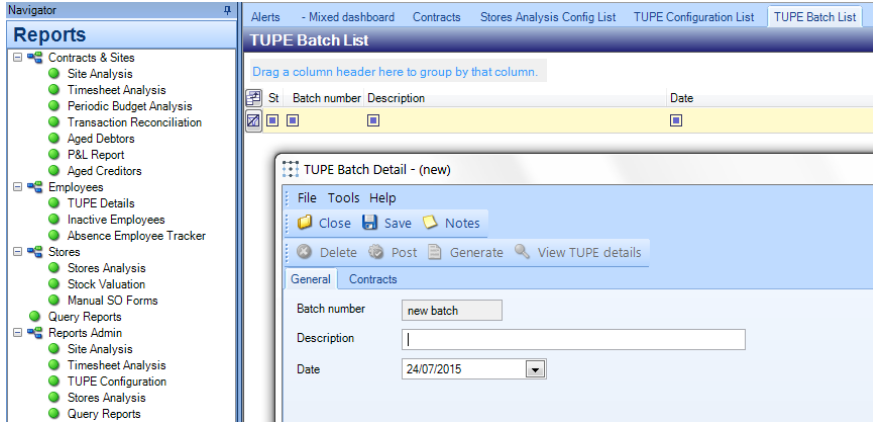 Navigator
Reports
Contracts & Sites
Site Analysis
Timesheet Analysis
Periodic Budget Analysis
Transaction Reconciliation
Aged Debtors
P&L Report
Aged Creditors
Employees
TUPE Details
Inactive Employees
Absence Employee Tracker
Stores
Stores Analysis
Stock Valuation
Manual SO Forms
Query Reports
Reports Admin
Site Analysis
Timesheet Analysis
TUPE Configuration
Stores Analysis
Query Reports
Alerts - Mixed dashboard Contracts Stores Analysis Config List TUPE Configuration List TUPE Batch List
TUPE Batch List
Drag a column header here to group by that column.
St Batch number Description Date
TUPE Batch Detail - (new)
File Tools Help
Close Save Notes
Delete Post Generate View TUPE details
General Contracts
Batch number new batch
Description
Date 24/07/2015